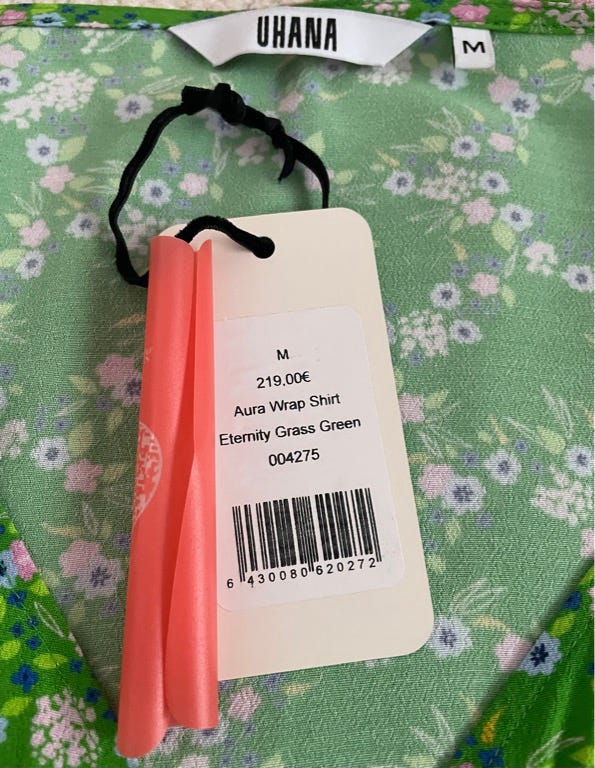 UHANA
M
M
219.00€
Aura Wrap Shirt
Eternity Grass Green
004275
6 430080 620272